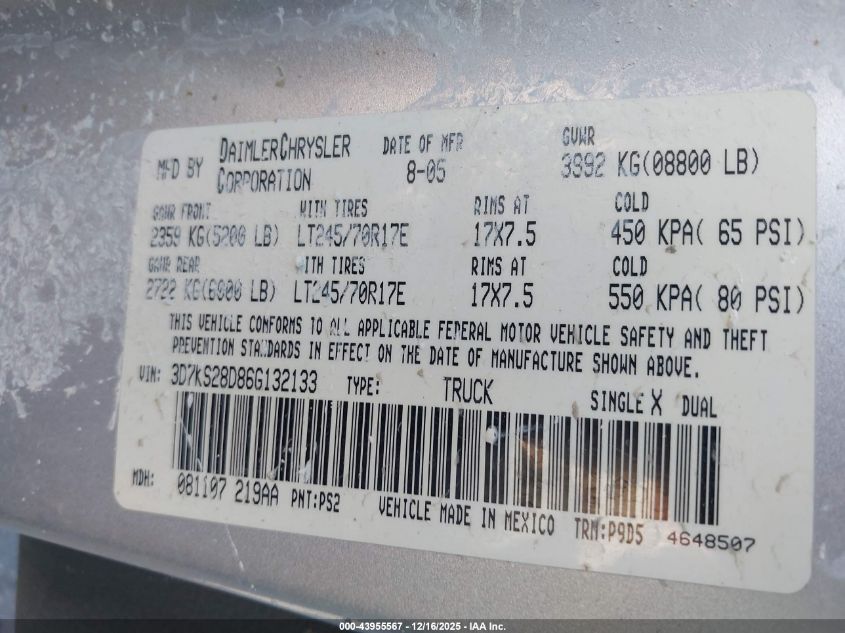 MFD BY DAIMLERCHRYSLER CORPORATION DATE OF MFR 8-05 GVWR 3992 KG(08800 LB)
GAWR FRONT WITH TIRES RIMS AT COLD
2359 KG(5200 LB) LT245/70R17E 17X7.5 450 KPA( 65 PSI)
GAWR REAR WITH TIRES RIMS AT COLD
2722 KG(6000 LB) LT245/70R17E 17X7.5 550 KPA( 80 PSI)
THIS VEHICLE CONFORMS TO ALL APPLICABLE FEDERAL MOTOR VEHICLE SAFETY AND THEFT
PREVENTION STANDARDS IN EFFECT ON THE DATE OF MANUFACTURE SHOWN ABOVE.
VIN: 3D7KS28D86G132133 TYPE: TRUCK SINGLE X DUAL
MDH: 081107 219AA PNT:PS2 VEHICLE MADE IN MEXICO TRM:P9D5 4648507
000-43955567 - 12/16/2025 - IAA Inc.